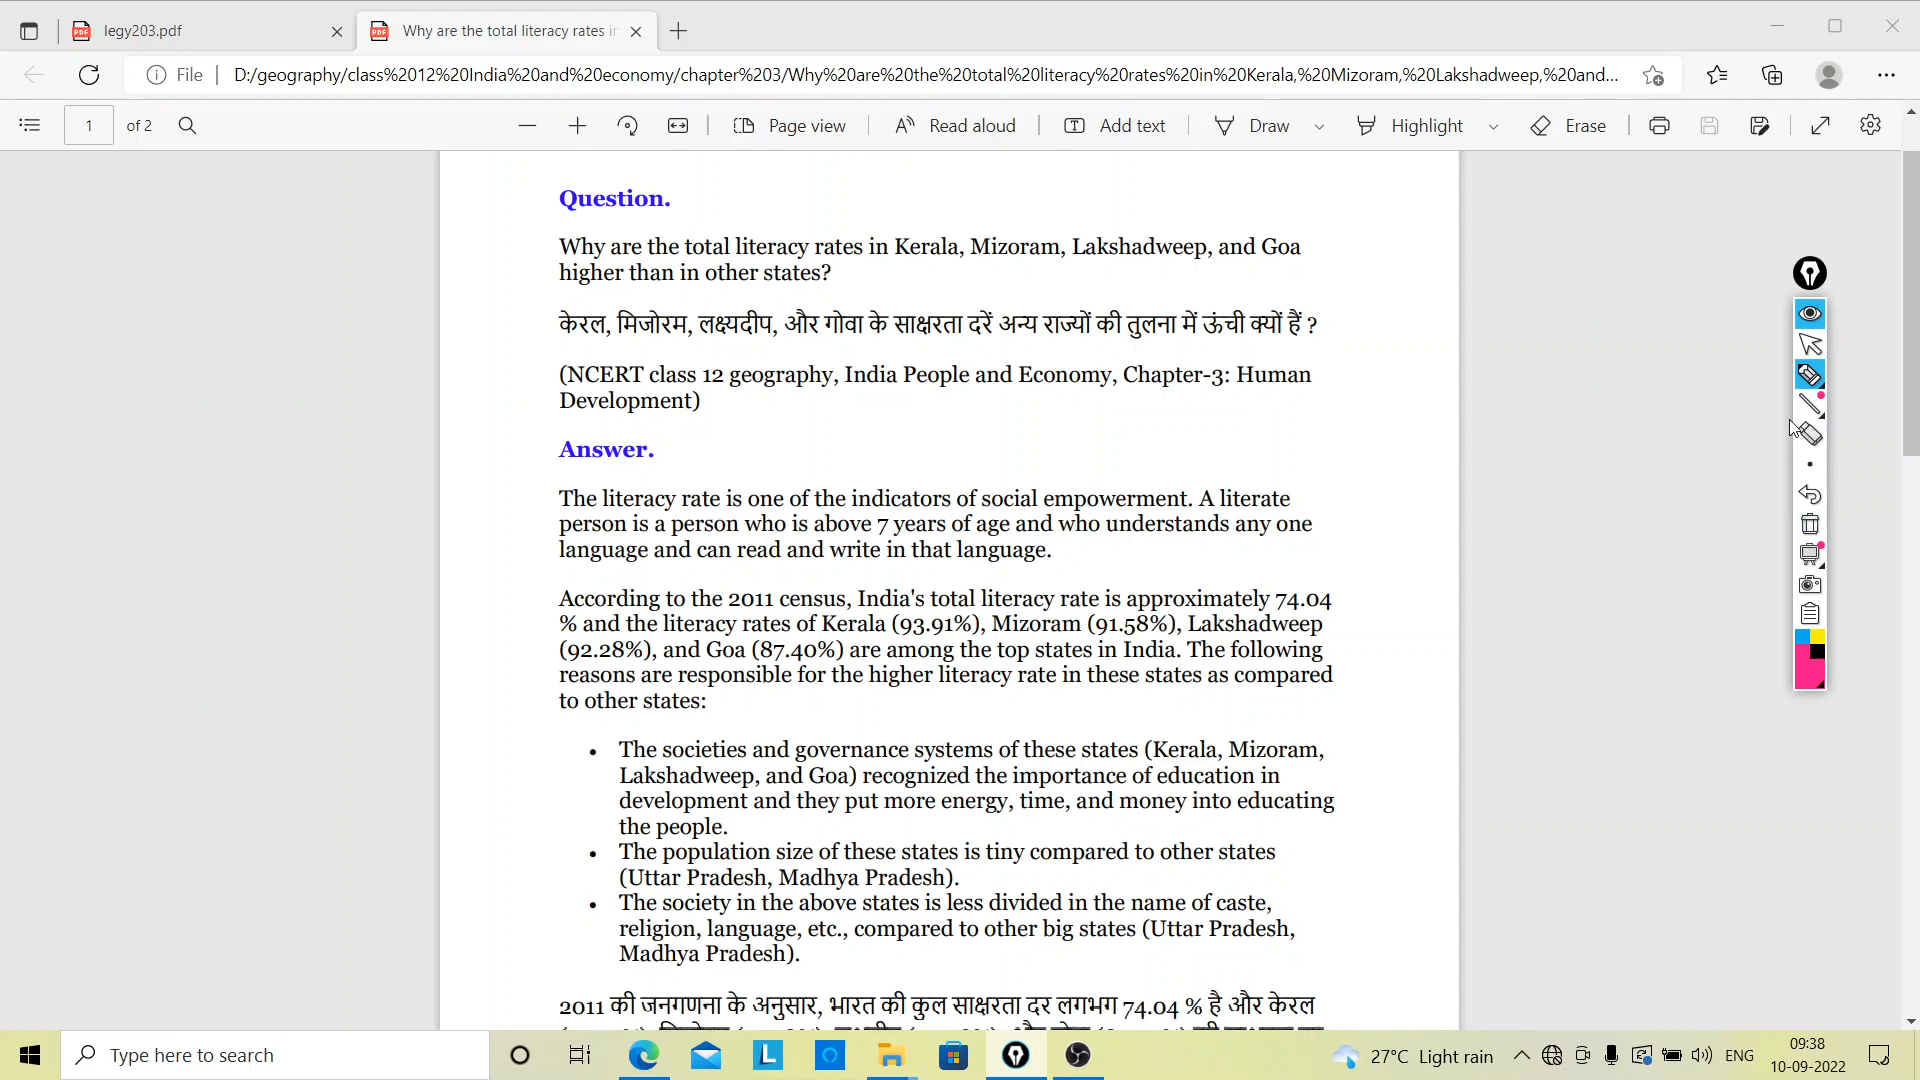 legy203.pdf
Why are the total literacy rates in
File
D:/geography/class%2012%20India%20and%20economy/chapter%203/Why%20are%20the%20total%20literacy%20rates%20in%20Kerala,%20Mizoram,%20Lakshadweep,%20and...
1 of 2
Page view
Read aloud
Add text
Draw
Highlight
Erase
Question.
Why are the total literacy rates in Kerala, Mizoram, Lakshadweep, and Goa
higher than in other states?
केरल, मिजोरम, लक्ष्यदीप, और गोवा के साक्षरता दरें अन्य राज्यों की तुलना में ऊंची क्यों हैं ?
(NCERT class 12 geography, India People and Economy, Chapter-3: Human
Development)
Answer.
The literacy rate is one of the indicators of social empowerment. A literate
person is a person who is above 7 years of age and who understands any one
language and can read and write in that language.
According to the 2011 census, India's total literacy rate is approximately 74.04
% and the literacy rates of Kerala (93.91%), Mizoram (91.58%), Lakshadweep
(92.28%), and Goa (87.40%) are among the top states in India. The following
reasons are responsible for the higher literacy rate in these states as compared
to other states:
• The societies and governance systems of these states (Kerala, Mizoram,
Lakshadweep, and Goa) recognized the importance of education in
development and they put more energy, time, and money into educating
the people.
• The population size of these states is tiny compared to other states
(Uttar Pradesh, Madhya Pradesh).
• The society in the above states is less divided in the name of caste,
religion, language, etc., compared to other big states (Uttar Pradesh,
Madhya Pradesh).
2011 की जनगणना के अनुसार, भारत की कुल साक्षरता दर लगभग 74.04 % है और केरल
Type here to search
27°C Light rain
ENG
09:38
10-09-2022